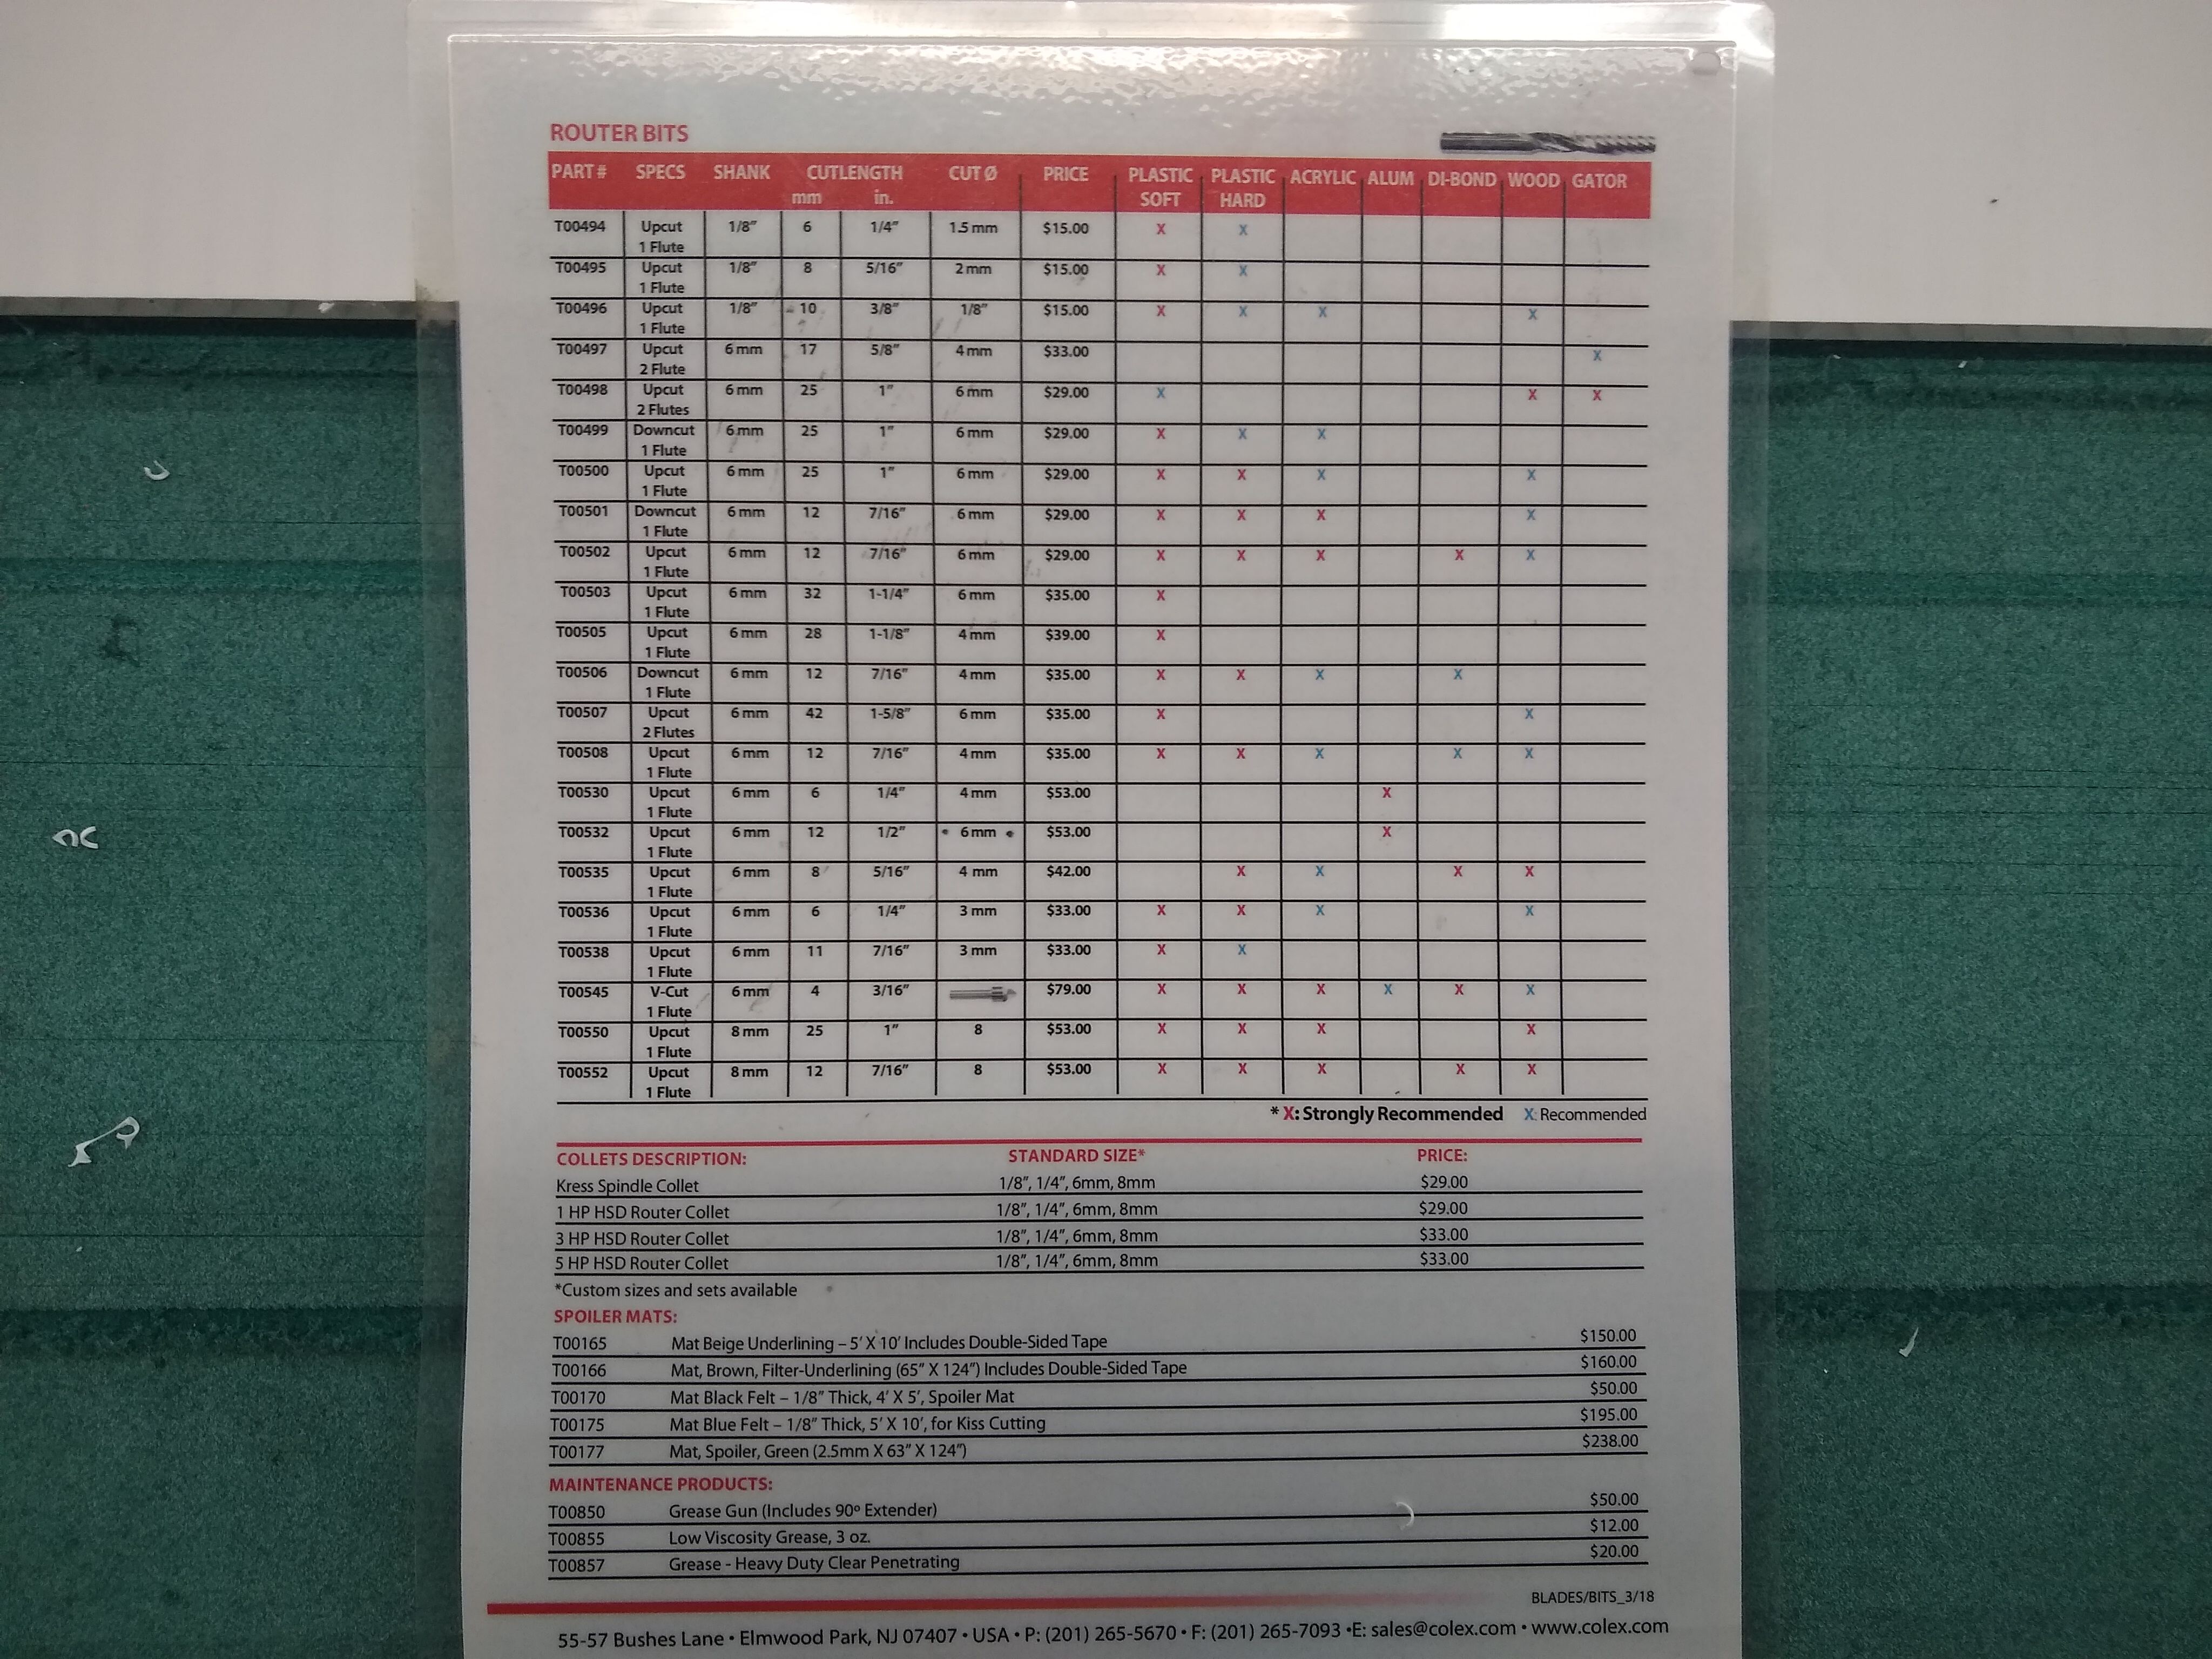 ROUTER BITS
PART # SPECS SHANK CUTLENGTH CUT Ø PRICE PLASTIC PLASTIC ACRYLIC ALUM DI-BOND WOOD GATOR
mm in. SOFT HARD
T00494 Upcut 1/8" 6 1/4" 1.5 mm $15.00 X X
1 Flute
T00495 Upcut 1/8" 8 5/16" 2 mm $15.00 X X
1 Flute
T00496 Upcut 1/8" 10 3/8" 1/8" $15.00 X X X X
1 Flute
T00497 Upcut 6 mm 17 5/8" 4 mm $33.00 X
2 Flute
T00498 Upcut 6 mm 25 1" 6 mm $29.00 X X X
2 Flutes
T00499 Downcut 6 mm 25 1" 6 mm $29.00 X X X
1 Flute
T00500 Upcut 6 mm 25 1" 6 mm $29.00 X X X X
1 Flute
T00501 Downcut 6 mm 12 7/16" 6 mm $29.00 X X X X
1 Flute
T00502 Upcut 6 mm 12 7/16" 6 mm $29.00 X X X X X
1 Flute
T00503 Upcut 6 mm 32 1-1/4" 6 mm $35.00 X
1 Flute
T00505 Upcut 6 mm 28 1-1/8" 4 mm $39.00 X
1 Flute
T00506 Downcut 6 mm 12 7/16" 4 mm $35.00 X X X X
1 Flute
T00507 Upcut 6 mm 42 1-5/8" 6 mm $35.00 X X
2 Flutes
T00508 Upcut 6 mm 12 7/16" 4 mm $35.00 X X X X X
1 Flute
T00530 Upcut 6 mm 6 1/4" 4 mm $53.00 X
1 Flute
T00532 Upcut 6 mm 12 1/2" 6 mm $53.00 X
1 Flute
T00535 Upcut 6 mm 8 5/16" 4 mm $42.00 X X X X
1 Flute
T00536 Upcut 6 mm 6 1/4" 3 mm $33.00 X X X X
1 Flute
T00538 Upcut 6 mm 11 7/16" 3 mm $33.00 X X
1 Flute
T00545 V-Cut 6 mm 4 3/16" $79.00 X X X X X X
1 Flute
T00550 Upcut 8 mm 25 1" 8 $53.00 X X X X
1 Flute
T00552 Upcut 8 mm 12 7/16" 8 $53.00 X X X X X
1 Flute
* X: Strongly Recommended X: Recommended
COLLETS DESCRIPTION: STANDARD SIZE* PRICE:
Kress Spindle Collet 1/8", 1/4", 6mm, 8mm $29.00
1 HP HSD Router Collet 1/8", 1/4", 6mm, 8mm $29.00
3 HP HSD Router Collet 1/8", 1/4", 6mm, 8mm $33.00
5 HP HSD Router Collet 1/8", 1/4", 6mm, 8mm $33.00
*Custom sizes and sets available
SPOILER MATS:
T00165 Mat Beige Underlining – 5' X 10' Includes Double-Sided Tape $150.00
T00166 Mat, Brown, Filter-Underlining (65" X 124") Includes Double-Sided Tape $160.00
T00170 Mat Black Felt – 1/8" Thick, 4' X 5', Spoiler Mat $50.00
T00175 Mat Blue Felt – 1/8" Thick, 5' X 10', for Kiss Cutting $195.00
T00177 Mat, Spoiler, Green (2.5mm X 63" X 124") $238.00
MAINTENANCE PRODUCTS:
T00850 Grease Gun (Includes 90º Extender) $50.00
T00855 Low Viscosity Grease, 3 oz. $12.00
T00857 Grease - Heavy Duty Clear Penetrating $20.00
BLADES/BITS_3/18
55-57 Bushes Lane • Elmwood Park, NJ 07407 • USA • P: (201) 265-5670 • F: (201) 265-7093 •E: sales@colex.com • www.colex.com